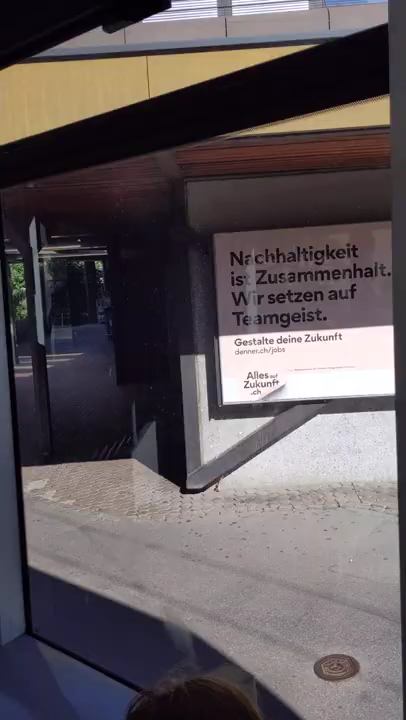 Nachhaltigkeit
ist Zusammenhalt.
Wir setzen auf
Teamgeist.
Gestalte deine Zukunft
denner.ch/jobs
Alles auf
Zukunft
.ch